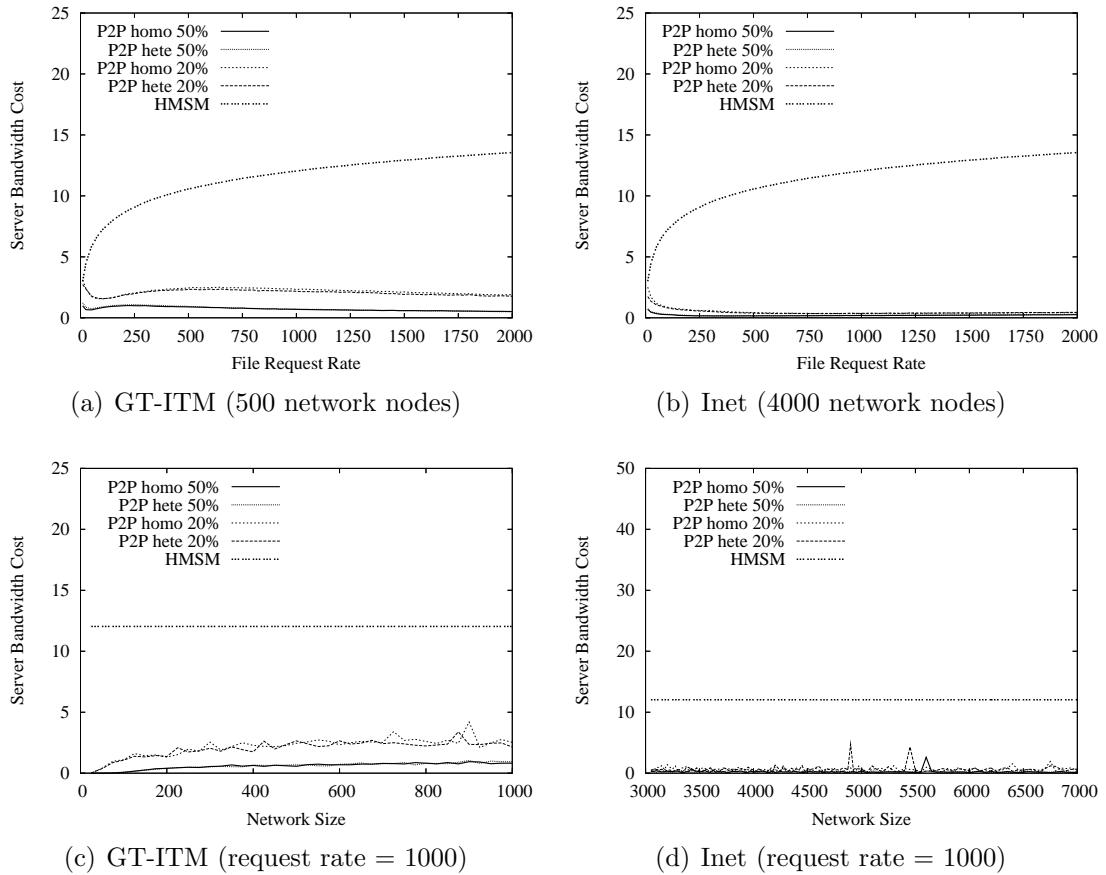 Server Bandwidth Cost
25
20
15
10
5
0
P2P homo 50%
P2P hete 50%
P2P homo 20%
P2P hete 20%
HMSM
0 250 500 750 1000 1250 1500 1750 2000
File Request Rate
(a) GT-ITM (500 network nodes)
Server Bandwidth Cost
25
20
15
10
5
0
P2P homo 50%
P2P hete 50%
P2P homo 20%
P2P hete 20%
HMSM
0 250 500 750 1000 1250 1500 1750 2000
File Request Rate
(b) Inet (4000 network nodes)
Server Bandwidth Cost
25
20
15
10
5
0
P2P homo 50%
P2P hete 50%
P2P homo 20%
P2P hete 20%
HMSM
0 200 400 600 800 1000
Network Size
(c) GT-ITM (request rate = 1000)
Server Bandwidth Cost
50
40
30
20
10
0
P2P homo 50%
P2P hete 50%
P2P homo 20%
P2P hete 20%
HMSM
3000 3500 4000 4500 5000 5500 6000 6500 7000
Network Size
(d) Inet (request rate = 1000)